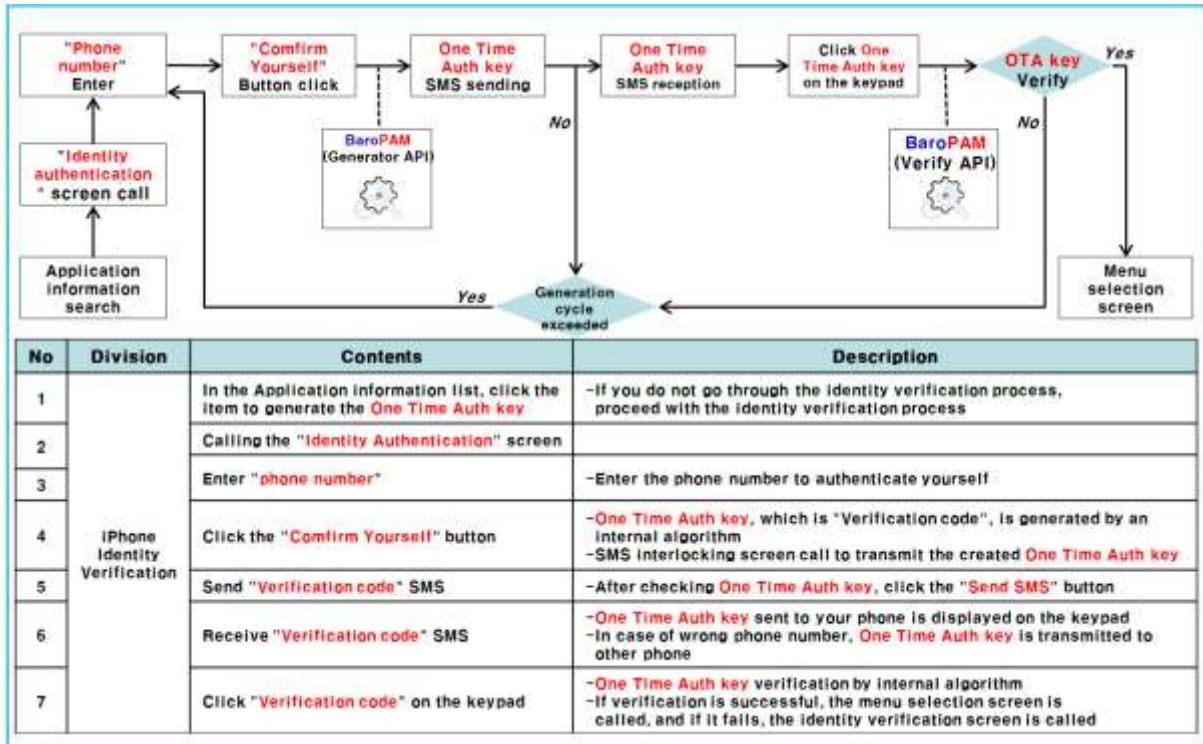 "Phone
number"
Enter
"Comfirm
Yourself"
Button click
One Time
Auth key
SMS sending
One Time
Auth key
SMS reception
Click One
Time Auth key
on the keypad
OTA key
Verify
Yes
No
No
BaroPAM
(Generator API)
BaroPAM
(Verify API)
"Identity
authentication
" screen call
Application
information
search
Yes
Generation
cycle
exceeded
Menu
selection
screen
No Division Contents Description
1 In the Application information list, click the
item to generate the One Time Auth key
-If you do not go through the identity verification process,
proceed with the identity verification process
2 Calling the "Identity Authentication" screen
3 Enter "phone number" -Enter the phone number to authenticate yourself
iPhone
Identity
Verification
4 Click the "Comfirm Yourself" button
-One Time Auth key, which is "Verification code", is generated by an
internal algorithm
-SMS interlocking screen call to transmit the created One Time Auth key
5 Send "Verification code" SMS -After checking One Time Auth key, click the "Send SMS" button
6 Receive "Verification code" SMS
-One Time Auth key sent to your phone is displayed on the keypad
-In case of wrong phone number, One Time Auth key is transmitted to
other phone
7 Click "Verification code" on the keypad
-One Time Auth key verification by internal algorithm
-If verification is successful, the menu selection screen is
called, and if it fails, the identity verification screen is called